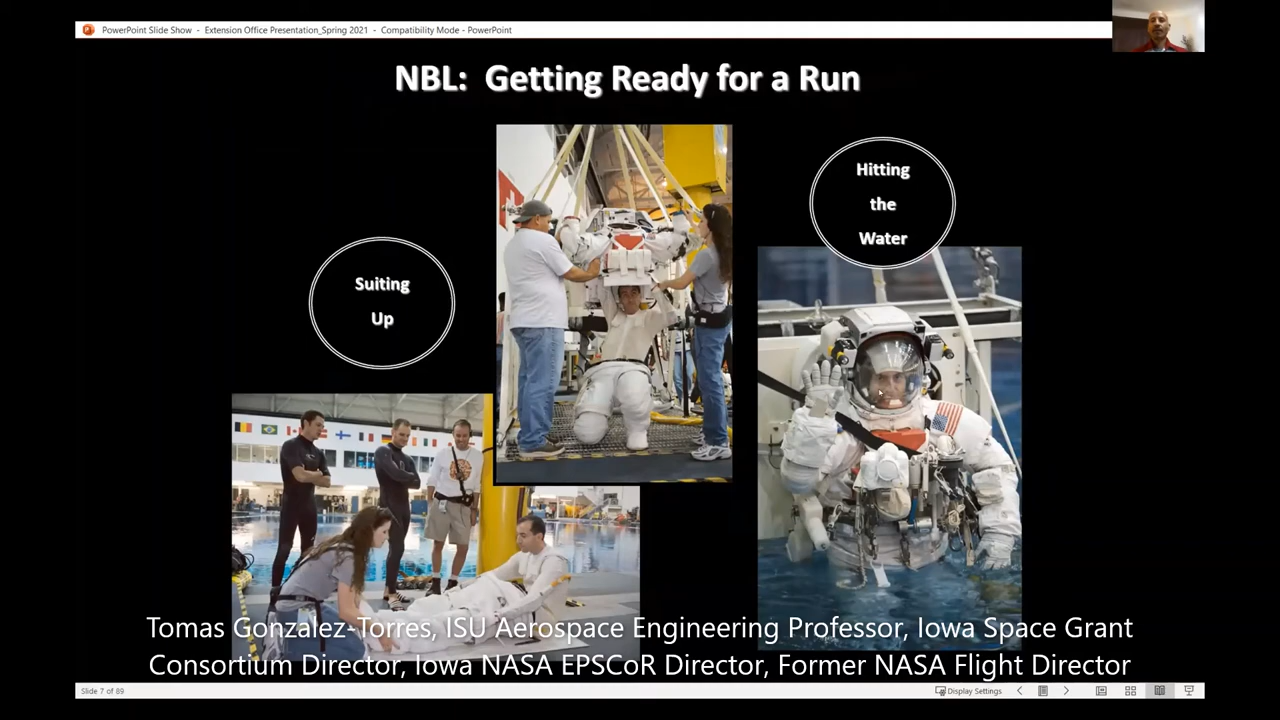 PowerPoint Slide Show - Extension Office Presentation_Spring 2021 - Compatibility Mode - PowerPoint
NBL: Getting Ready for a Run
Hitting
the
Water
Suiting
Up
Tomas Gonzalez-Torres, ISU Aerospace Engineering Professor, Iowa Space Grant
Consortium Director, Iowa NASA EPSCoR Director, Former NASA Flight Director
Slide 7 of 89
Display Settings